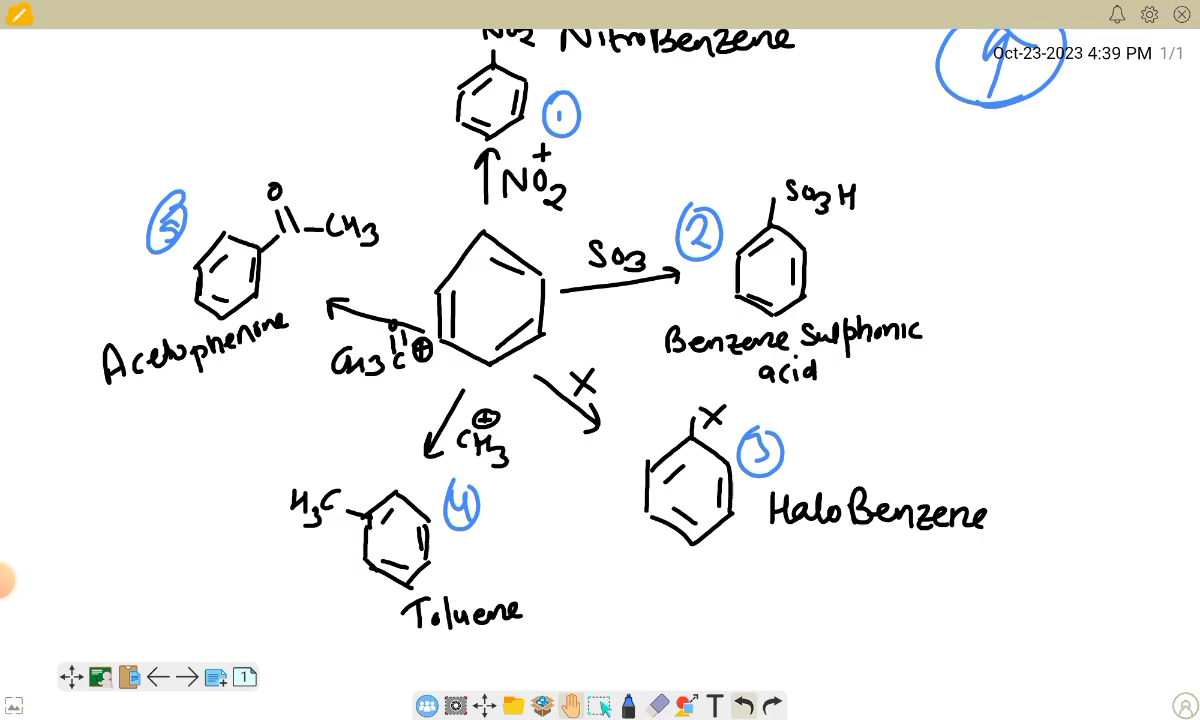 NO2 NitroBenzene
Oct-23-2023 4:39 PM 1/1
1
+
NO2
5
O
-CH3
SO3H
2
SO3
Acetophenone
O
CH3 C +
Benzene Sulphonic
acid
X
X
+
CH3
3
H3C
4
HaloBenzene
Toluene
1
T